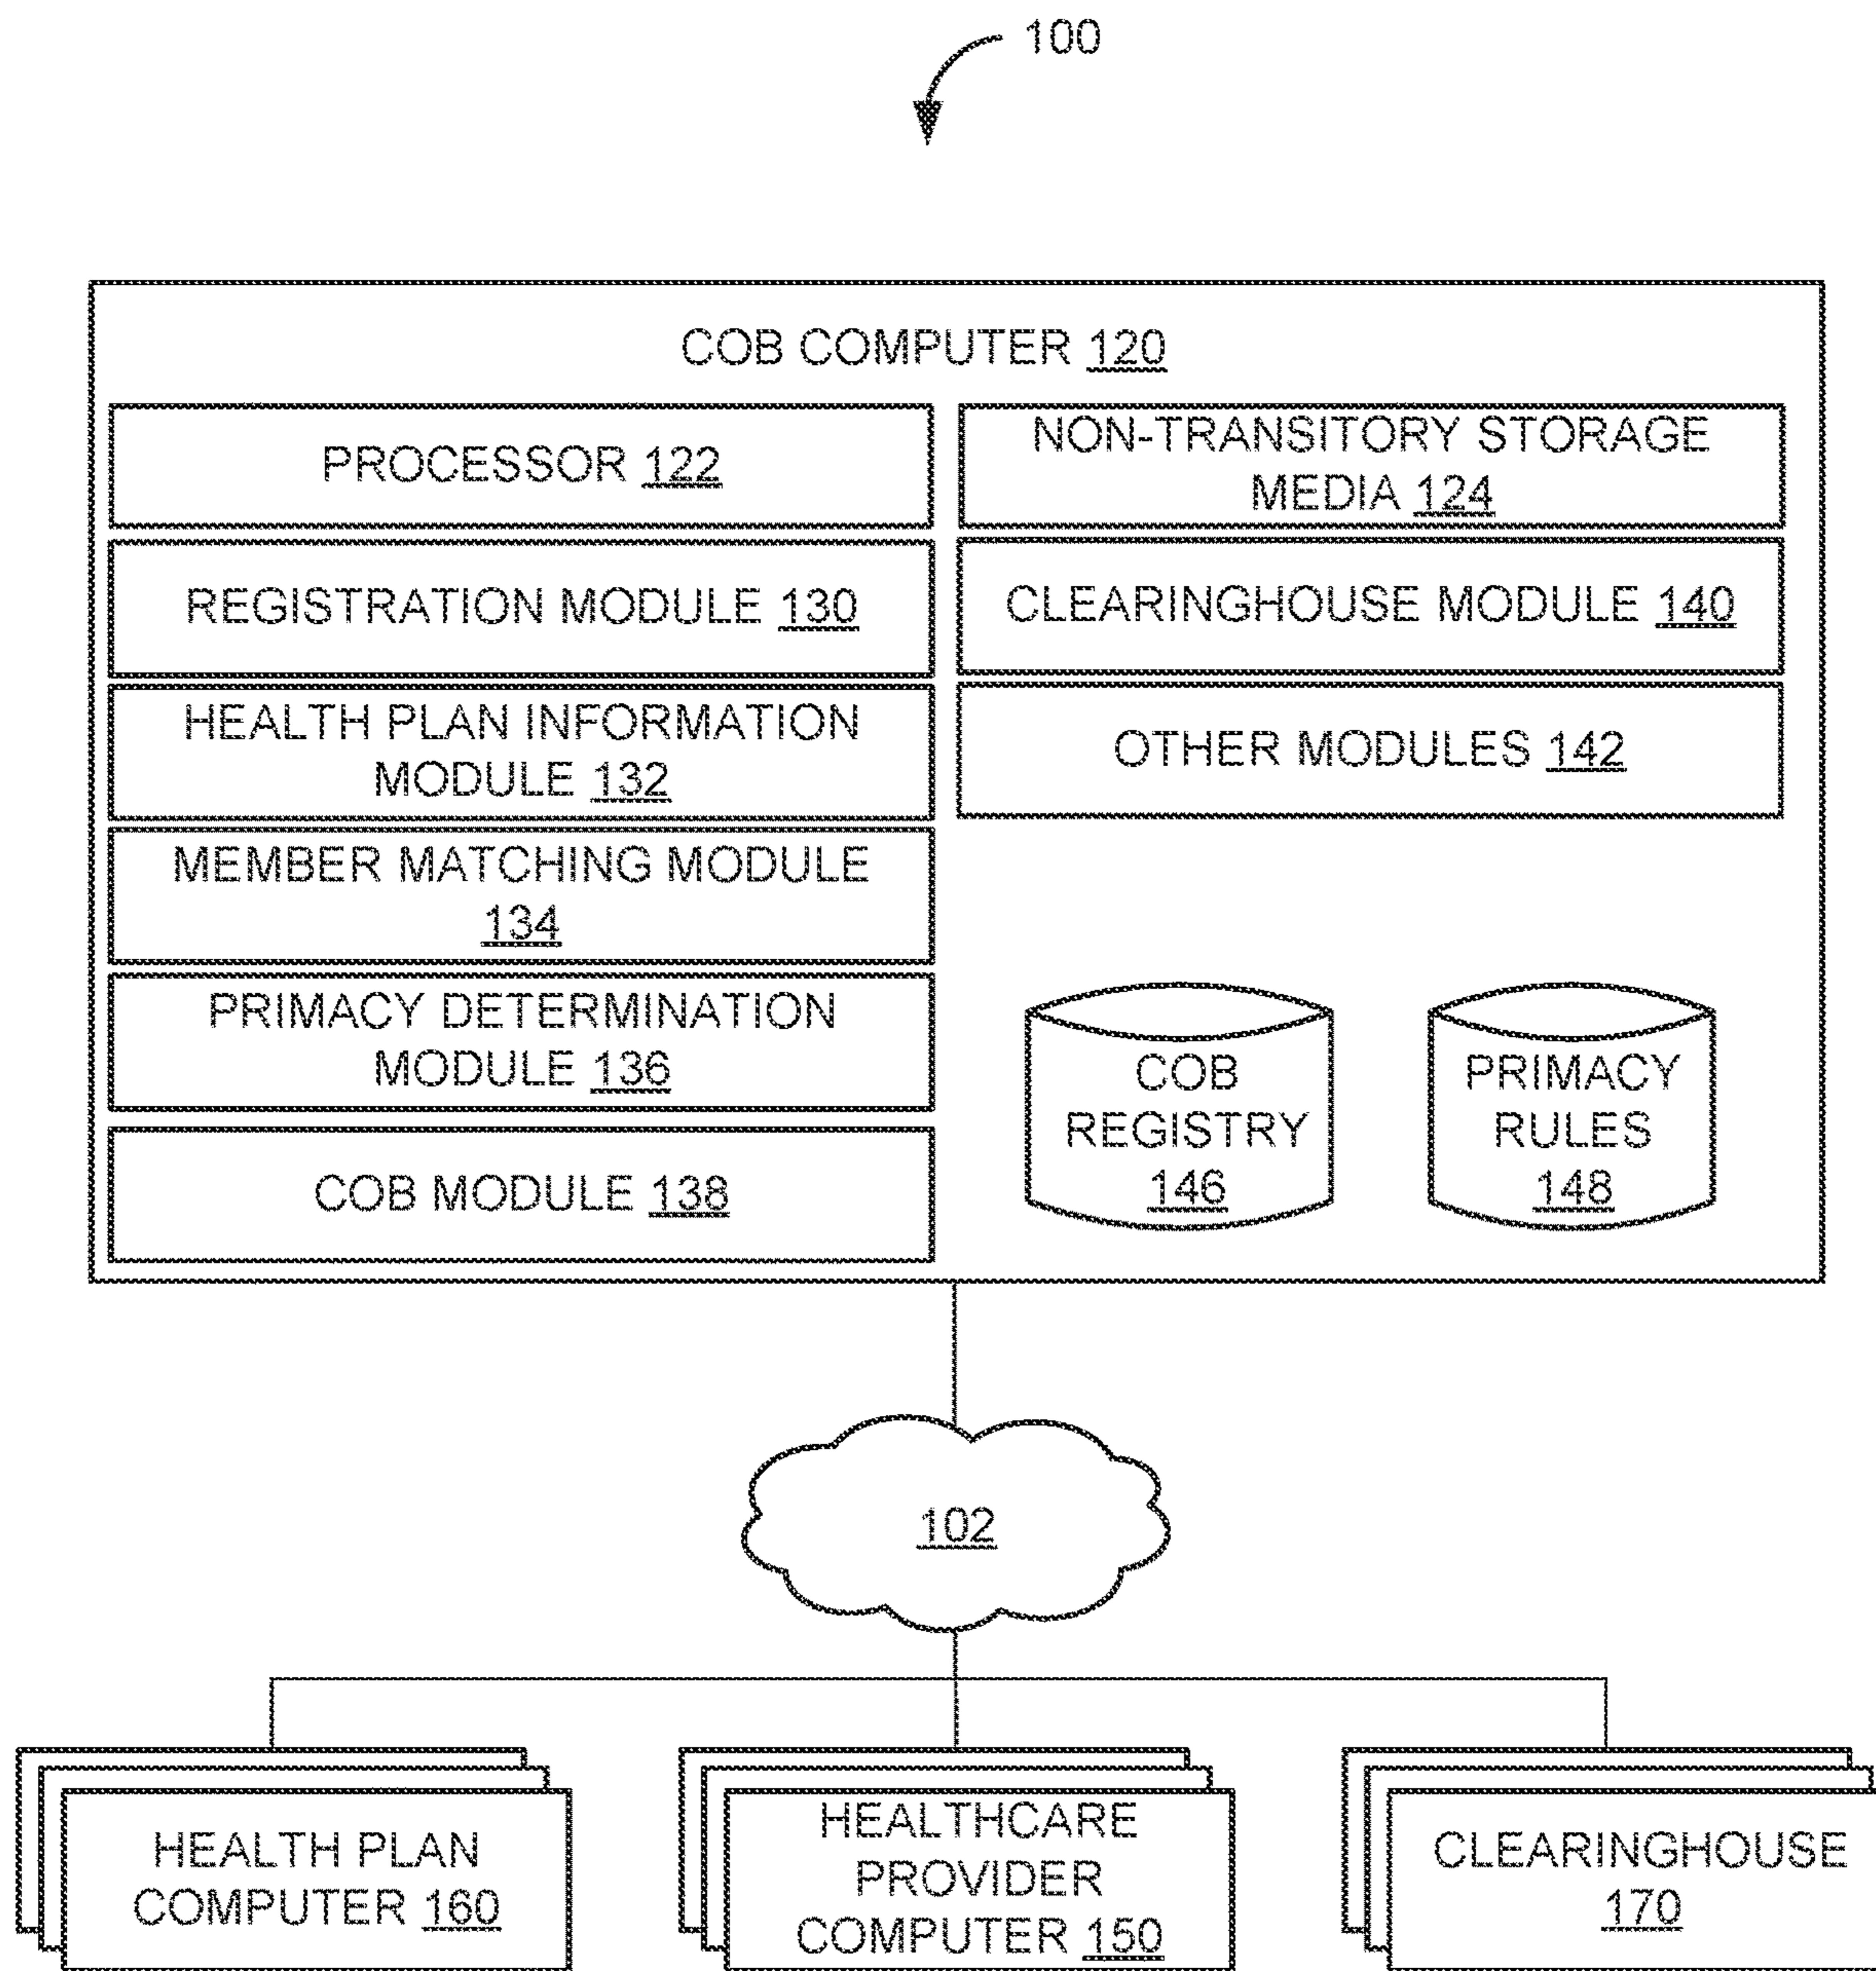 100
COB COMPUTER 120
PROCESSOR 122
NON-TRANSITORY STORAGE
MEDIA 124
REGISTRATION MODULE 130
CLEARINGHOUSE MODULE 140
HEALTH PLAN INFORMATION
MODULE 132
OTHER MODULES 142
MEMBER MATCHING MODULE
134
PRIMACY DETERMINATION
MODULE 136
COB MODULE 138
COB
REGISTRY
146
PRIMACY
RULES
148
102
HEALTH PLAN
COMPUTER 160
HEALTHCARE
PROVIDER
COMPUTER 150
CLEARINGHOUSE
170